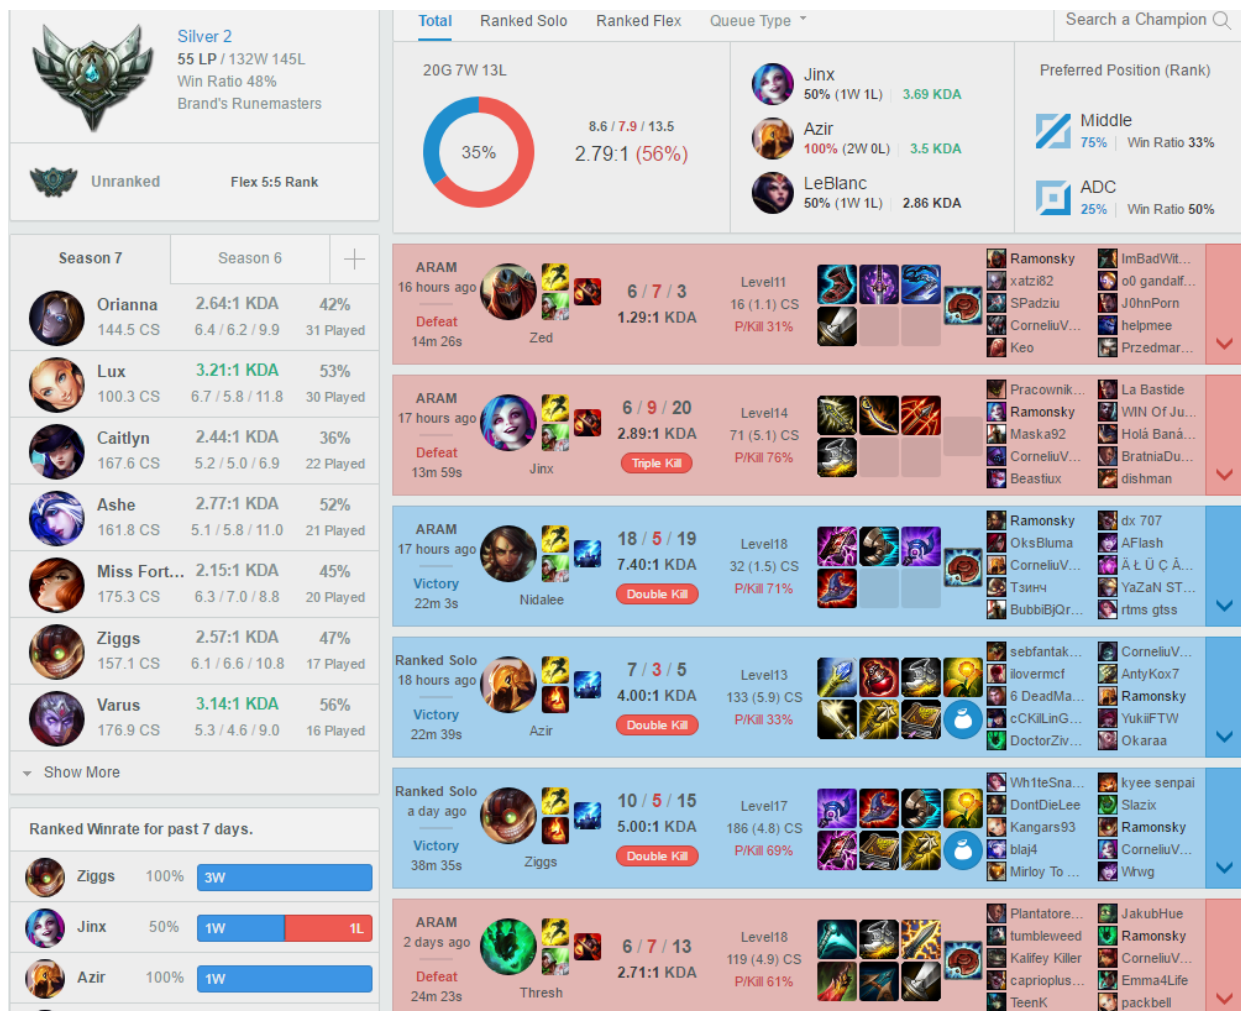 Silver 2
55 LP / 132W 145L
Win Ratio 48%
Brand's Runemasters
Unranked Flex 5:5 Rank
Season 7 Season 6
Orianna 2.64:1 KDA 42%
144.5 CS 6.4 / 6.2 / 9.9 31 Played
Lux 3.21:1 KDA 53%
100.3 CS 6.7 / 5.8 / 11.8 30 Played
Caitlyn 2.44:1 KDA 36%
167.6 CS 5.2 / 5.0 / 6.9 22 Played
Ashe 2.77:1 KDA 52%
161.8 CS 5.1 / 5.8 / 11.0 21 Played
Miss Fort... 2.15:1 KDA 45%
175.3 CS 6.3 / 7.0 / 8.8 20 Played
Ziggs 2.57:1 KDA 47%
157.1 CS 6.1 / 6.6 / 10.8 17 Played
Varus 3.14:1 KDA 56%
176.9 CS 5.3 / 4.6 / 9.0 16 Played
Show More
Ranked Winrate for past 7 days.
Ziggs 100% 3W
Jinx 50% 1W 1L
Azir 100% 1W
Total Ranked Solo Ranked Flex Queue Type Search a Champion
20G 7W 13L
35%
8.6 / 7.9 / 13.5
2.79:1 (56%)
Jinx
50% (1W 1L) 3.69 KDA
Azir
100% (2W 0L) 3.5 KDA
LeBlanc
50% (1W 1L) 2.86 KDA
Preferred Position (Rank)
Middle
75% Win Ratio 33%
ADC
25% Win Ratio 50%
ARAM
16 hours ago
Defeat
14m 26s
Zed
6 / 7 / 3
1.29:1 KDA
Level11
16 (1.1) CS
P/Kill 31%
Ramonsky ImBadWit...
xatzi82 o0 gandalf...
SPadziu J0hnPorn
CorneliuV... helpmee
Keo Przedmar...
ARAM
17 hours ago
Defeat
13m 59s
Jinx
6 / 9 / 20
2.89:1 KDA
Triple Kill
Level14
71 (5.1) CS
P/Kill 76%
Pracownik... La Bastide
Ramonsky WIN Of Ju...
Maska92 Holá Baná...
CorneliuV... BratniaDu...
Beastiux dishman
ARAM
17 hours ago
Victory
22m 3s
Nidalee
18 / 5 / 19
7.40:1 KDA
Double Kill
Level18
32 (1.5) CS
P/Kill 71%
Ramonsky dx 707
OksBluma AFlash
CorneliuV...
Тзинч YaZaN ST...
BubbiBjQr... rtms gtss
Ranked Solo
18 hours ago
Victory
22m 39s
Azir
7 / 3 / 5
4.00:1 KDA
Double Kill
Level13
133 (5.9) CS
P/Kill 33%
sebfantak... CorneliuV...
ilovermcf AntyKox7
6 DeadMa... Ramonsky
cCKilLinG... YukiiFTW
DoctorZiv... Okaraa
Ranked Solo
a day ago
Victory
38m 35s
Ziggs
10 / 5 / 15
5.00:1 KDA
Double Kill
Level17
186 (4.8) CS
P/Kill 69%
Wh1teSna... kyee senpai
DontDieLee Slazix
Kangars93 Ramonsky
blaj4 CorneliuV...
Mirloy To ... Wrwg
ARAM
2 days ago
Defeat
24m 23s
Thresh
6 / 7 / 13
2.71:1 KDA
Level18
119 (4.9) CS
P/Kill 61%
Plantatore... JakubHue
tumbleweed Ramonsky
Kalifey Killer CorneliuV...
caprioplus... Emma4Life
TeenK packbell